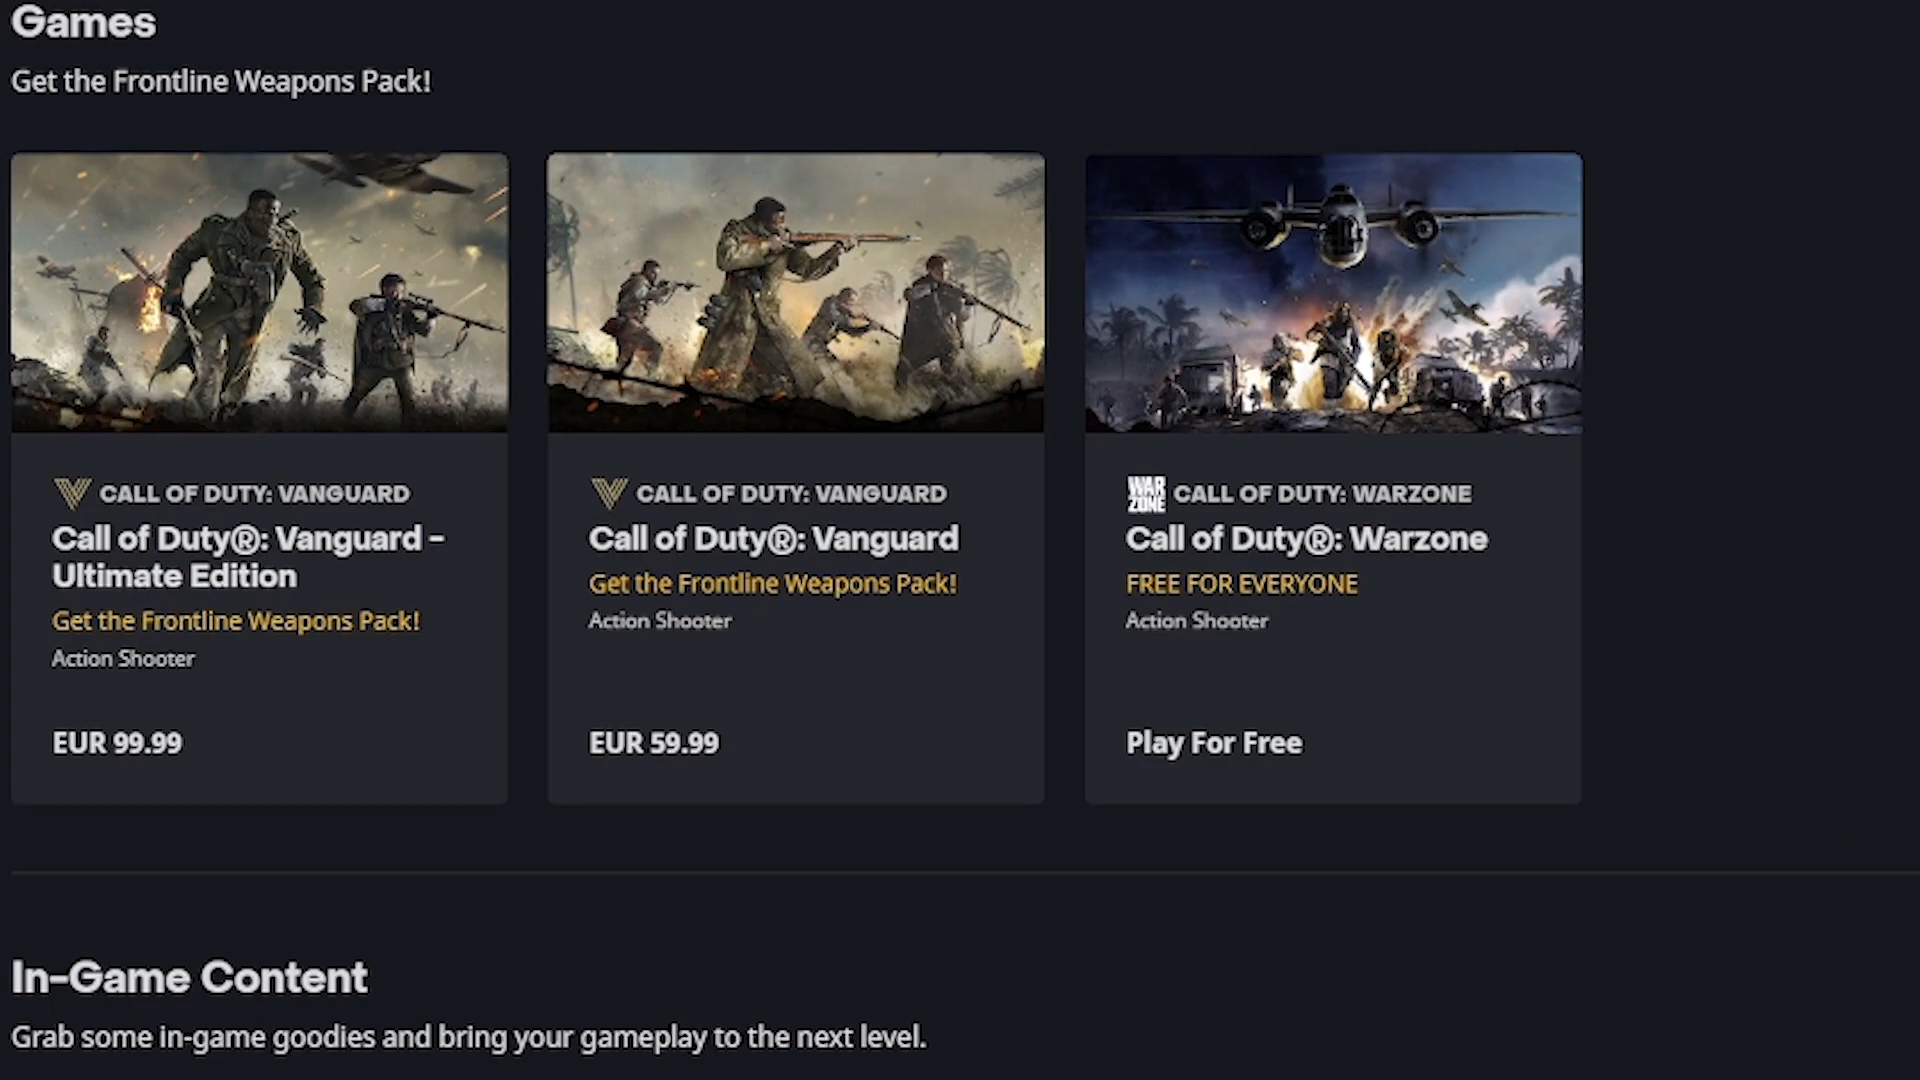 Games
Get the Frontline Weapons Pack!
CALL OF DUTY: VANGUARD
Call of Duty®: Vanguard -
Ultimate Edition
Get the Frontline Weapons Pack!
Action Shooter
EUR 99.99
CALL OF DUTY: VANGUARD
Call of Duty®: Vanguard
Get the Frontline Weapons Pack!
Action Shooter
EUR 59.99
WAR
ZONE
CALL OF DUTY: WARZONE
Call of Duty®: Warzone
FREE FOR EVERYONE
Action Shooter
Play For Free
In-Game Content
Grab some in-game goodies and bring your gameplay to the next level.